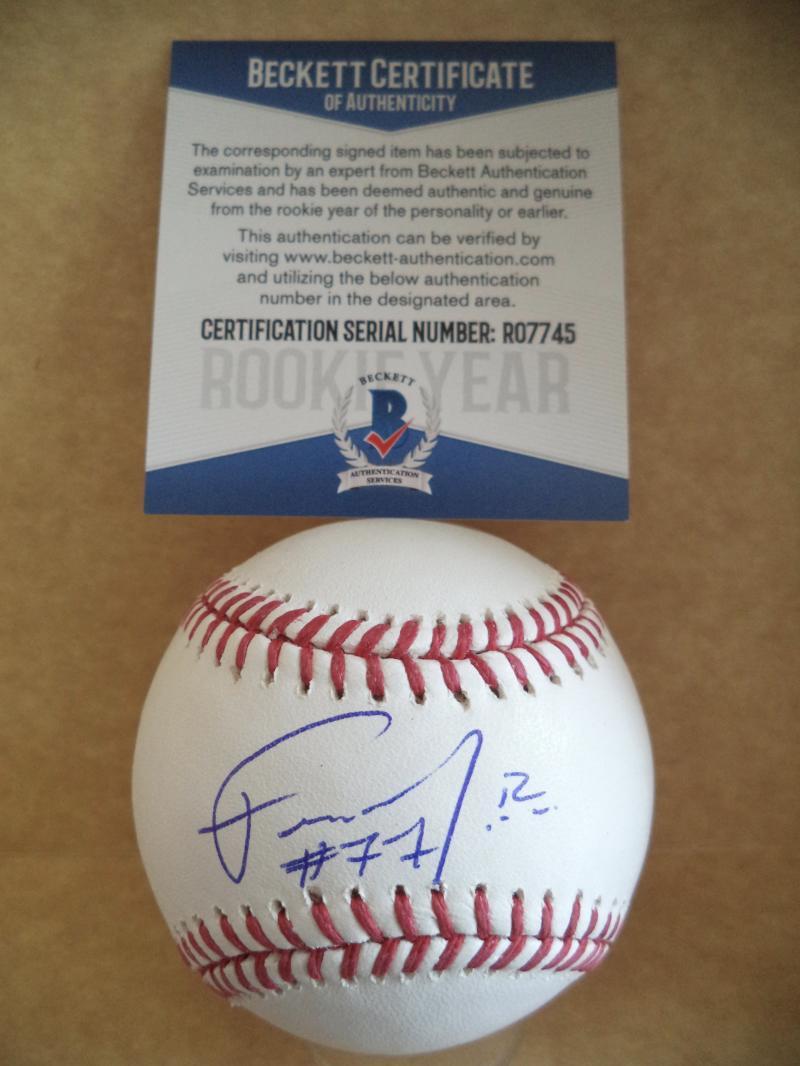 BECKETT CERTIFICATE
OF AUTHENTICITY
The corresponding signed item has been subjected to
examination by an expert from Beckett Authentication
Services and has been deemed authentic and genuine
from the rookie year of the personality or earlier.
This authentication can be verified by
visiting www.beckett-authentication.com
and utilizing the below authentication
number in the designated area.
CERTIFICATION SERIAL NUMBER: R07745
ROOKIE YEAR
BECKETT
B
AUTHENTICATION
SERVICES
R
#77